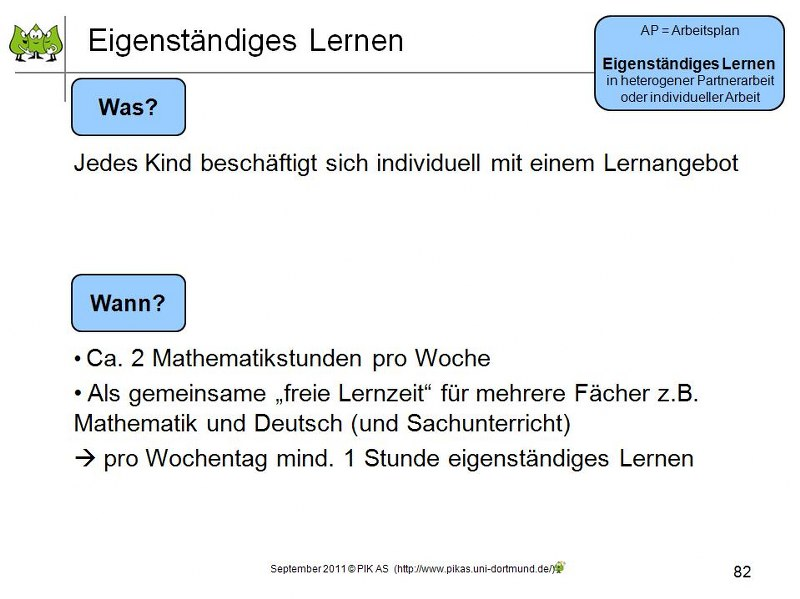 Eigenständiges Lernen
AP = Arbeitsplan
Eigenständiges Lernen
in heterogener Partnerarbeit
oder individueller Arbeit
Was?
Jedes Kind beschäftigt sich individuell mit einem Lernangebot
Wann?
• Ca. 2 Mathematikstunden pro Woche
• Als gemeinsame „freie Lernzeit“ für mehrere Fächer z.B.
Mathematik und Deutsch (und Sachunterricht)
→ pro Wochentag mind. 1 Stunde eigenständiges Lernen
September 2011 © PIK AS (http://www.pikas.uni-dortmund.de/)
82